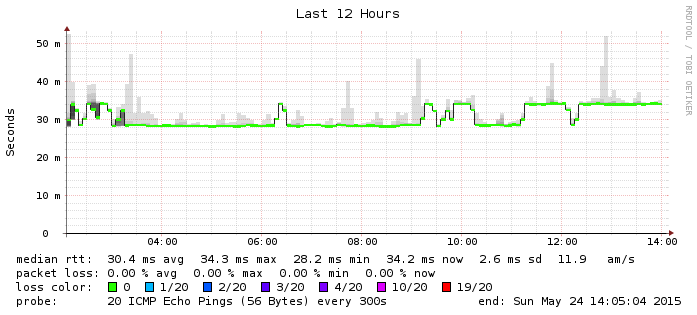 Last 12 Hours
RRDTOOL / TOBI OETIKER
Seconds
50 m
40 m
30 m
20 m
10 m
0
04:00 06:00 08:00 10:00 12:00 14:00
median rtt: 30.4 ms avg 34.3 ms max 28.2 ms min 34.2 ms now 2.6 ms sd 11.9 am/s
packet loss: 0.00 % avg 0.00 % max 0.00 % min 0.00 % now
loss color: 0 1/20 2/20 3/20 4/20 10/20 19/20
probe: 20 ICMP Echo Pings (56 Bytes) every 300s end: Sun May 24 14:05:04 2015